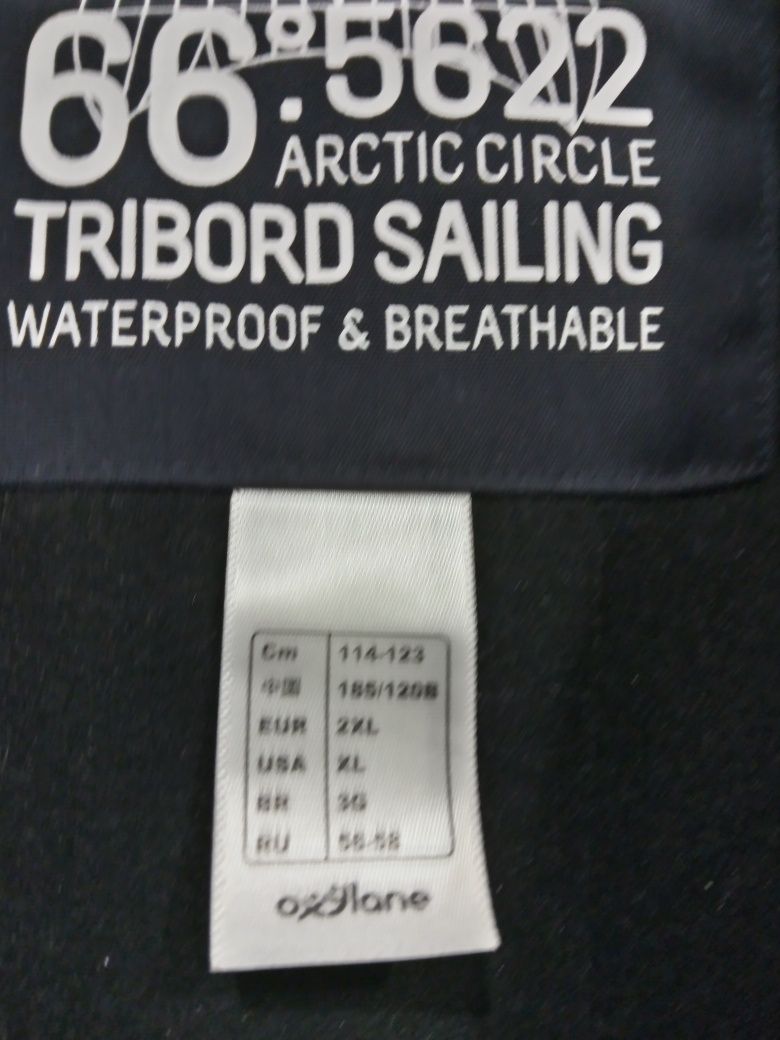 66°.5622
ARCTIC CIRCLE
TRIBORD SAILING
WATERPROOF & BREATHABLE
Cm 114-123
中国 185/120B
EUR 2XL
USA XL
BR 3G
RU 56-58
oxylane